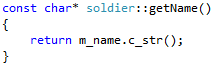 const char* soldier::getName()
{
    return m_name.c_str();
}